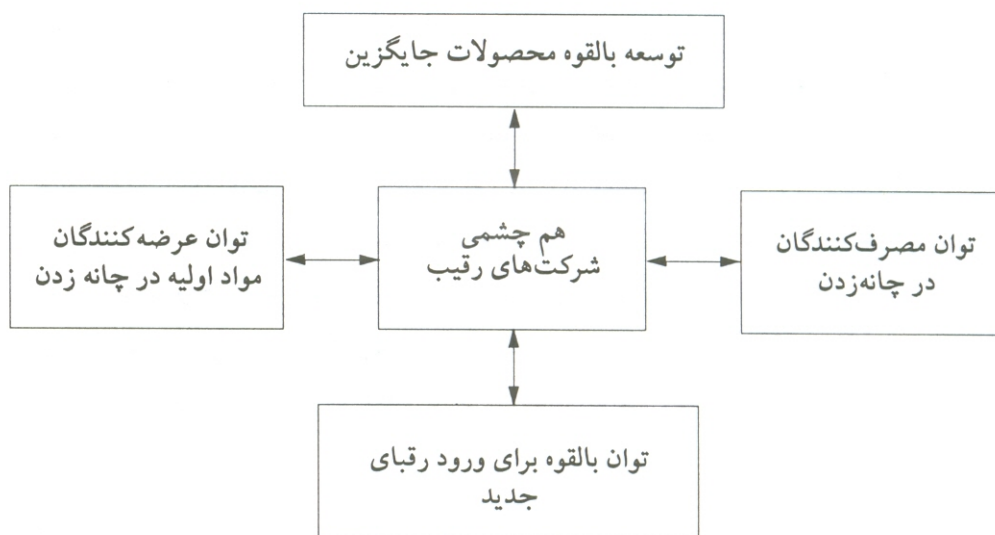 توسعه بالقوه محصولات جایگزین
توان مصرف‌کنندگان
در چانه‌زدن
هم چشمی
شرکت‌های رقیب
توان عرضه‌کنندگان
مواد اولیه در چانه زدن
توان بالقوه برای ورود رقبای
جدید